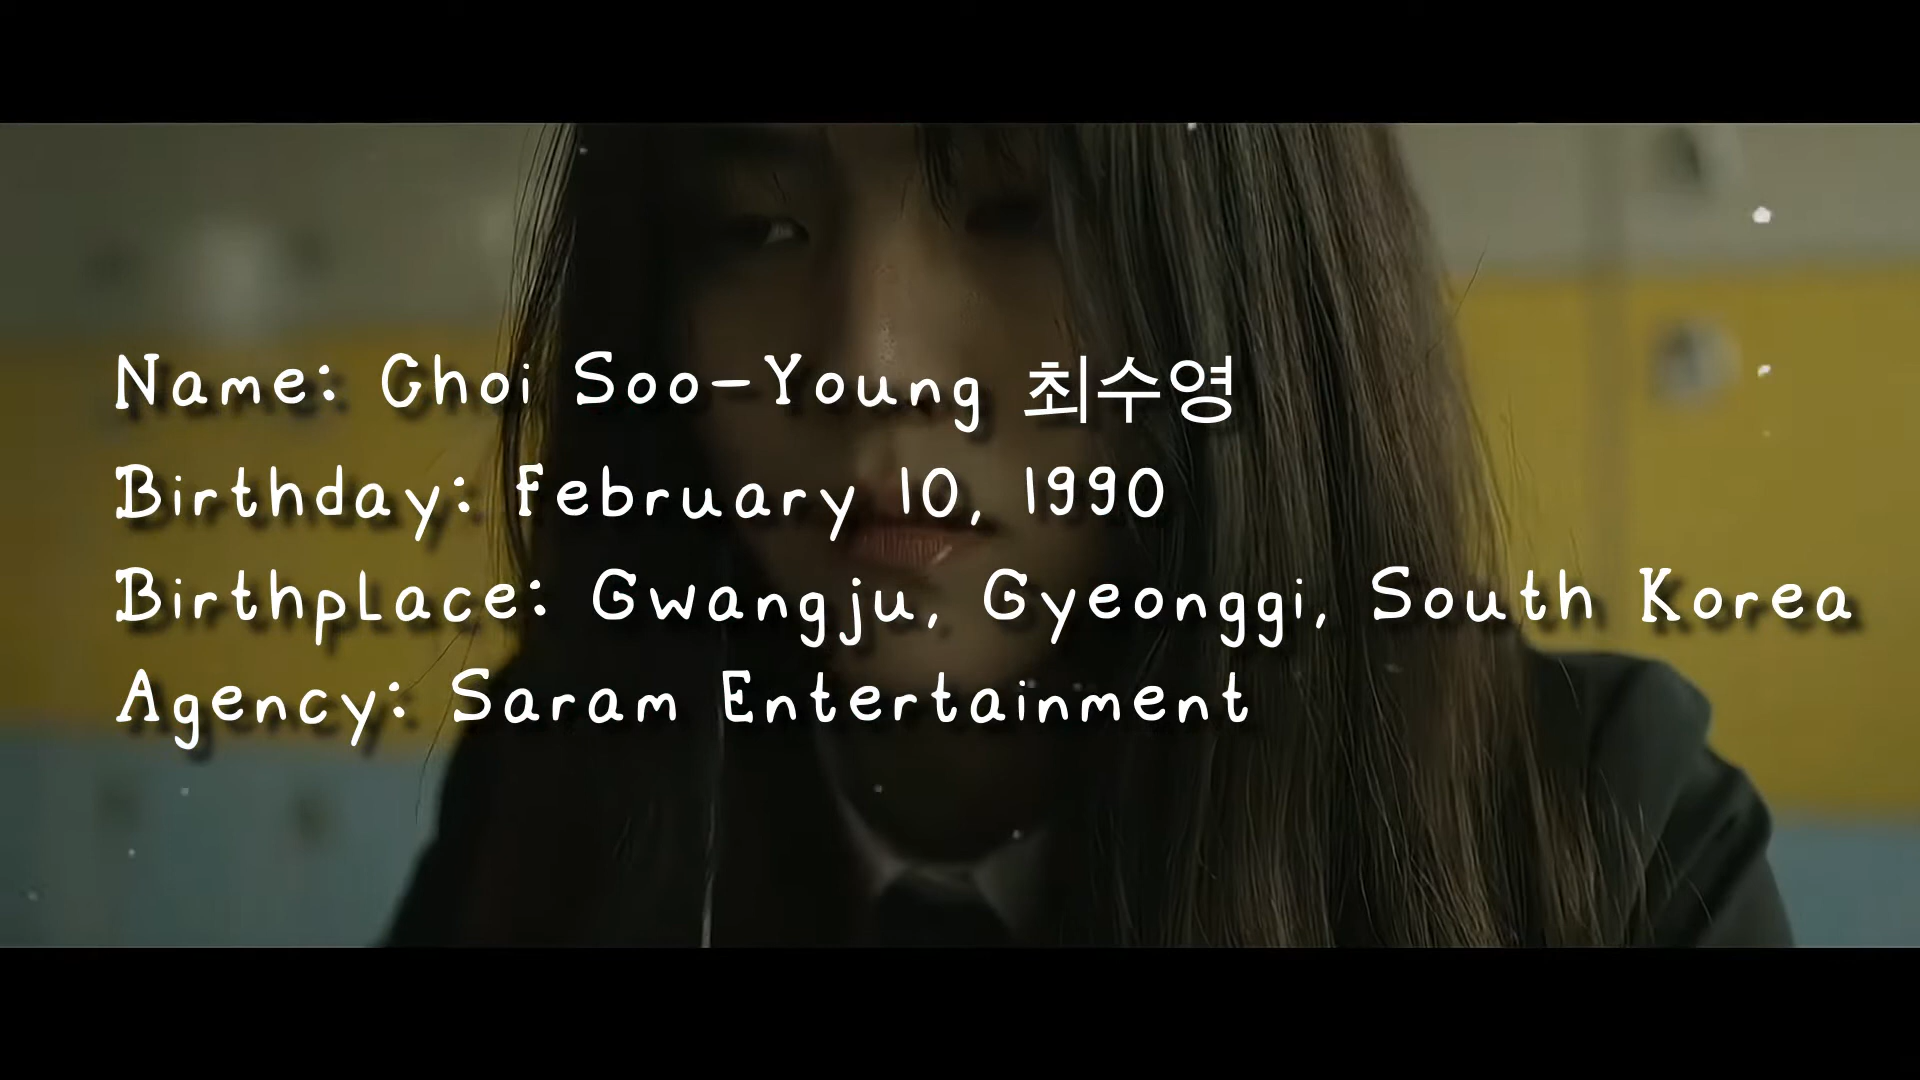 Name: Choi Soo-Young 최수영
Birthday: February 10, 1990
Birthplace: Gwangju, Gyeonggi, South Korea
Agency: Saram Entertainment